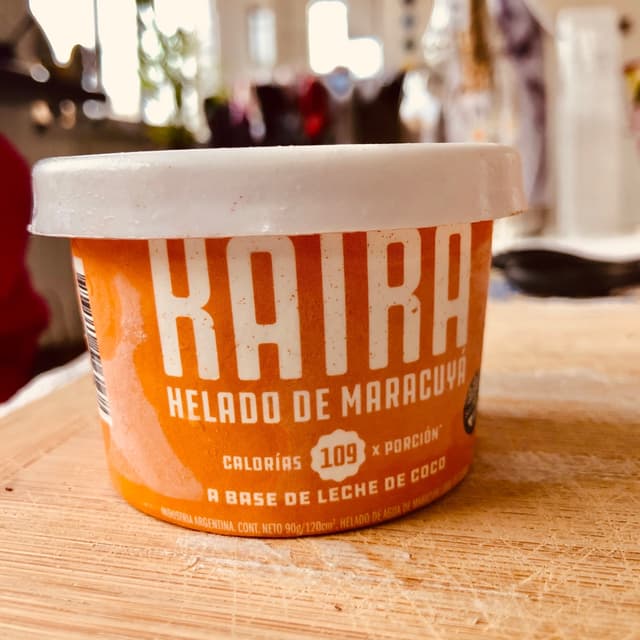 KAIRA
HELADO DE MARACUYÁ
CALORÍAS 109 x PORCIÓN*
A BASE DE LECHE DE COCO
INDUSTRIA ARGENTINA. CONT. NETO 90g/120cm³. HELADO DE AGUA DE